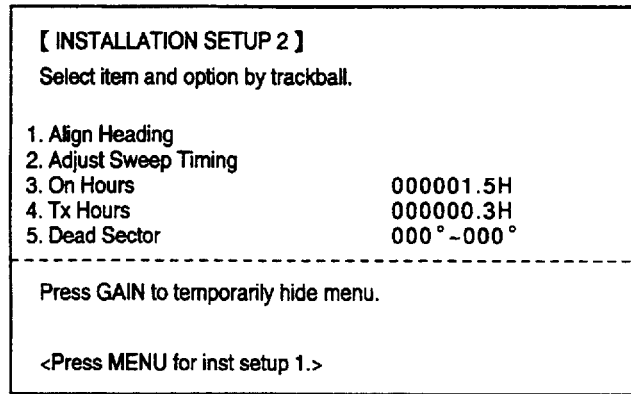 【 INSTALLATION SETUP 2 】
Select item and option by trackball.
1. Align Heading
2. Adjust Sweep Timing
3. On Hours 000001.5H
4. Tx Hours 000000.3H
5. Dead Sector 000°~000°
Press GAIN to temporarily hide menu.
<Press MENU for inst setup 1.>